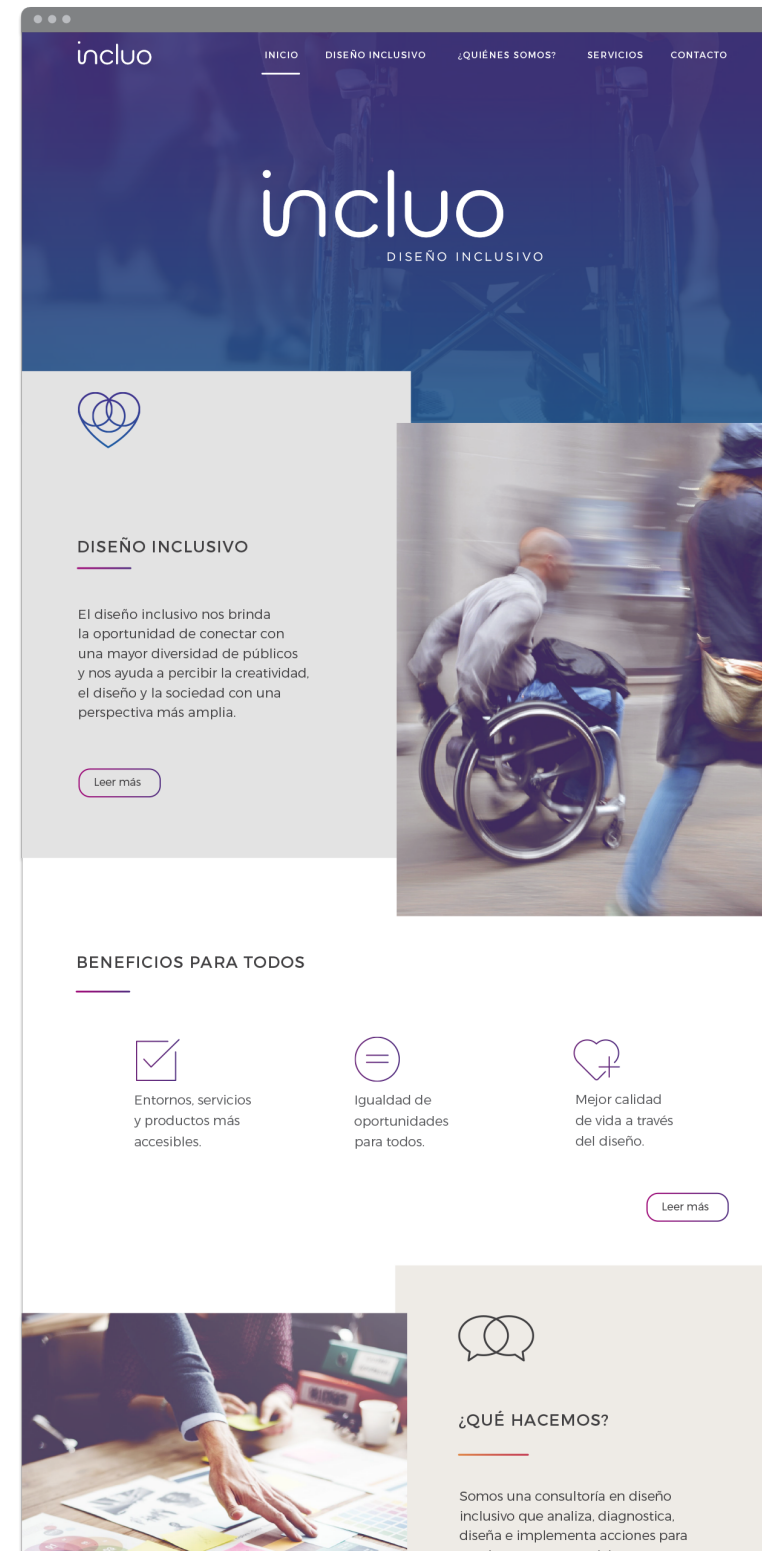 incluo
INICIO DISEÑO INCLUSIVO ¿QUIÉNES SOMOS? SERVICIOS CONTACTO
incluo
DISEÑO INCLUSIVO
DISEÑO INCLUSIVO
El diseño inclusivo nos brinda
la oportunidad de conectar con
una mayor diversidad de públicos
y nos ayuda a percibir la creatividad,
el diseño y la sociedad con una
perspectiva más amplia.
Leer más
BENEFICIOS PARA TODOS
Entornos, servicios
y productos más
accesibles.
Igualdad de
oportunidades
para todos.
Mejor calidad
de vida a través
del diseño.
Leer más
¿QUÉ HACEMOS?
Somos una consultoría en diseño
inclusivo que analiza, diagnostica,
diseña e implementa acciones para